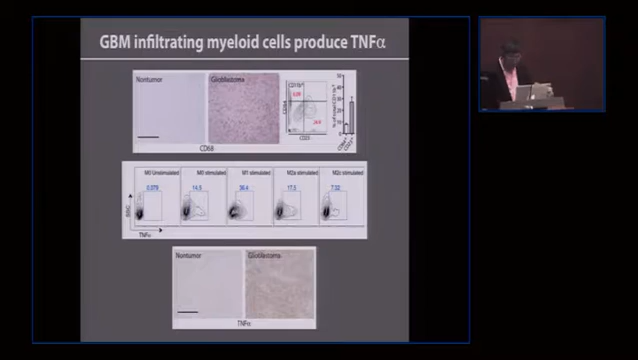 GBM infiltrating myeloid cells produce TNFα
Nontumor
Glioblastoma
CD68
M0 Unstimulated
M0 stimulated
M1 stimulated
M2a stimulated
M2c stimulated
0.078
14.5
36.4
17.5
7.22
TNFα
Nontumor
Glioblastoma
TNFα